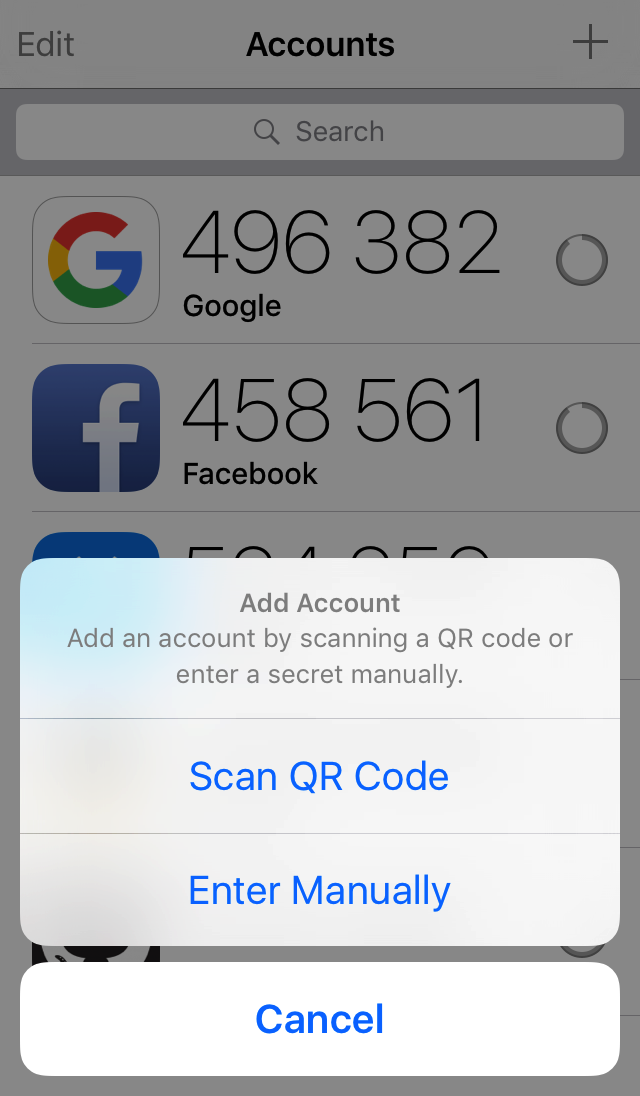 Edit
Accounts
Search
496 382
Google
458 561
Facebook
Add Account
Add an account by scanning a QR code or
enter a secret manually.
Scan QR Code
Enter Manually
Cancel